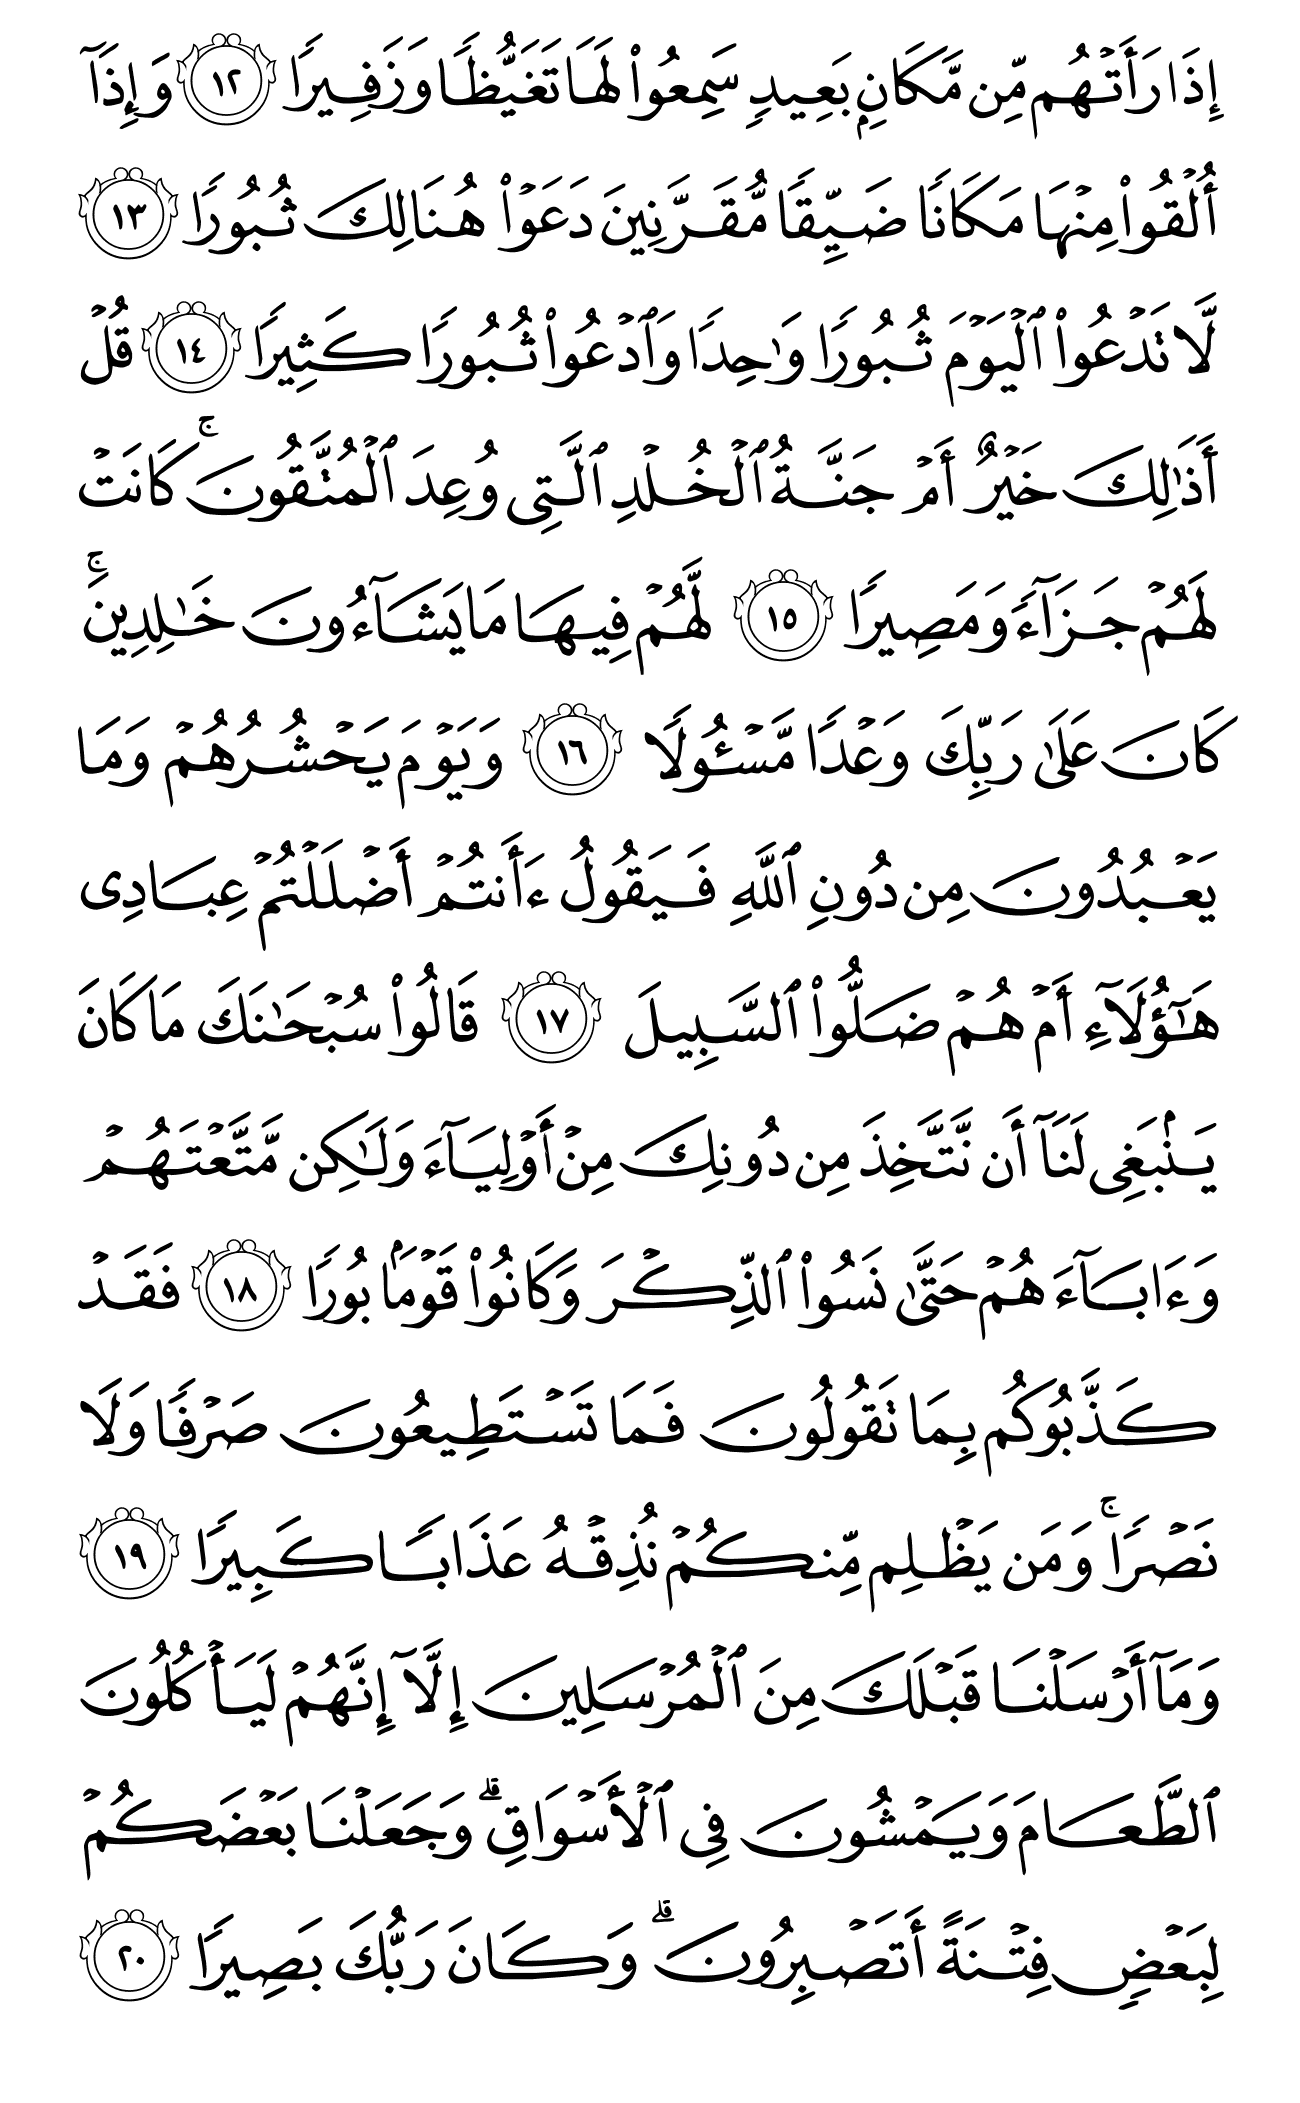 إِذَا رَأَتْهُم مِّن مَّكَانٍۭ بَعِيدٍ سَمِعُوا۟ لَهَا تَغَيُّظًا وَزَفِيرًا ١٢ وَإِذَآ
أُلْقُوا۟ مِنْهَا مَكَانًا ضَيِّقًا مُّقَرَّنِينَ دَعَوْا۟ هُنَالِكَ ثُبُورًا ١٣
لَّا تَدْعُوا۟ ٱلْيَوْمَ ثُبُورًا وَٰحِدًا وَٱدْعُوا۟ ثُبُورًا كَثِيرًا ١٤ قُلْ
أَذَٰلِكَ خَيْرٌ أَمْ جَنَّةُ ٱلْخُلْدِ ٱلَّتِى وُعِدَ ٱلْمُتَّقُونَ ۚ كَانَتْ
لَهُمْ جَزَآءً وَمَصِيرًا ١٥ لَّهُمْ فِيهَا مَا يَشَآءُونَ خَٰلِدِينَ ۚ
كَانَ عَلَىٰ رَبِّكَ وَعْدًا مَّسْـُٔولًا ١٦ وَيَوْمَ يَحْشُرُهُمْ وَمَا
يَعْبُدُونَ مِن دُونِ ٱللَّهِ فَيَقُولُ ءَأَنتُمْ أَضْلَلْتُمْ عِبَادِى
هَٰٓؤُلَآءِ أَمْ هُمْ ضَلُّوا۟ ٱلسَّبِيلَ ١٧ قَالُوا۟ سُبْحَٰنَكَ مَا كَانَ
يَنۢبَغِى لَنَآ أَن نَّتَّخِذَ مِن دُونِكَ مِنْ أَوْلِيَآءَ وَلَٰكِن مَّتَّعْتَهُمْ
وَءَابَآءَهُمْ حَتَّىٰ نَسُوا۟ ٱلذِّكْرَ وَكَانُوا۟ قَوْمًۢا بُورًا ١٨ فَقَدْ
كَذَّبُوكُم بِمَا تَقُولُونَ فَمَا تَسْتَطِيعُونَ صَرْفًا وَلَا
نَصْرًا ۚ وَمَن يَظْلِم مِّنكُمْ نُذِقْهُ عَذَابًا كَبِيرًا ١٩
وَمَآ أَرْسَلْنَا قَبْلَكَ مِنَ ٱلْمُرْسَلِينَ إِلَّآ إِنَّهُمْ لَيَأْكُلُونَ
ٱلطَّعَامَ وَيَمْشُونَ فِى ٱلْأَسْوَاقِ ۗ وَجَعَلْنَا بَعْضَكُمْ
لِبَعْضٍ فِتْنَةً أَتَصْبِرُونَ ۗ وَكَانَ رَبُّكَ بَصِيرًا ٢٠